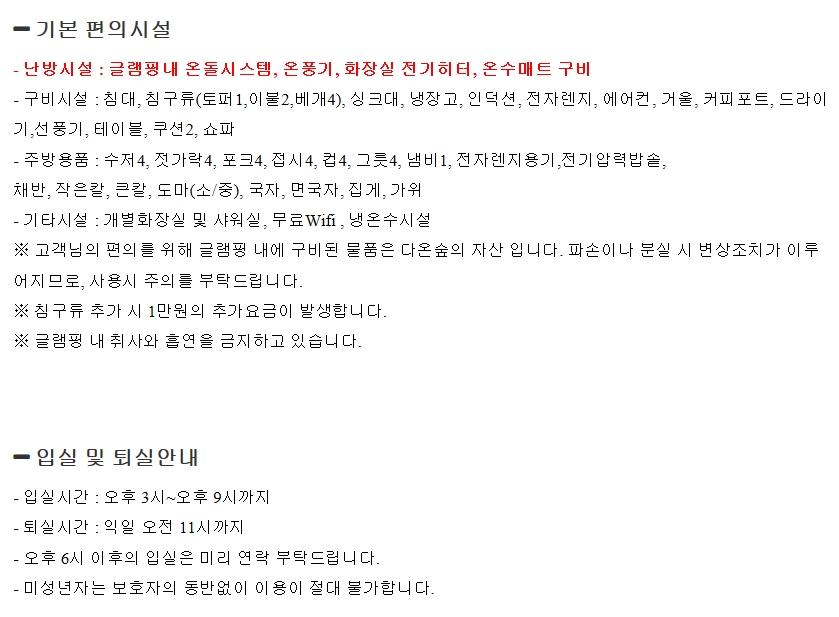 ━ 기본 편의시설
- 난방시설 : 글램핑내 온돌시스템, 온풍기, 화장실 전기히터, 온수매트 구비
- 구비시설 : 침대, 침구류(토퍼1,이불2,베개4), 싱크대, 냉장고, 인덕션, 전자렌지, 에어컨, 거울, 커피포트, 드라이
기,선풍기, 테이블, 쿠션2, 쇼파
- 주방용품 : 수저4, 젓가락4, 포크4, 접시4, 컵4, 그릇4, 냄비1, 전자렌지용기,전기압력밥솥,
채반, 작은칼, 큰칼, 도마(소/중), 국자, 면국자, 집게, 가위
- 기타시설 : 개별화장실 및 샤워실, 무료Wifi , 냉온수시설
※ 고객님의 편의를 위해 글램핑 내에 구비된 물품은 다온숲의 자산 입니다. 파손이나 분실 시 변상조치가 이루
어지므로, 사용시 주의를 부탁드립니다.
※ 침구류 추가 시 1만원의 추가요금이 발생합니다.
※ 글램핑 내 취사와 흡연을 금지하고 있습니다.
━ 입실 및 퇴실안내
- 입실시간 : 오후 3시~오후 9시까지
- 퇴실시간 : 익일 오전 11시까지
- 오후 6시 이후의 입실은 미리 연락 부탁드립니다.
- 미성년자는 보호자의 동반없이 이용이 절대 불가합니다.